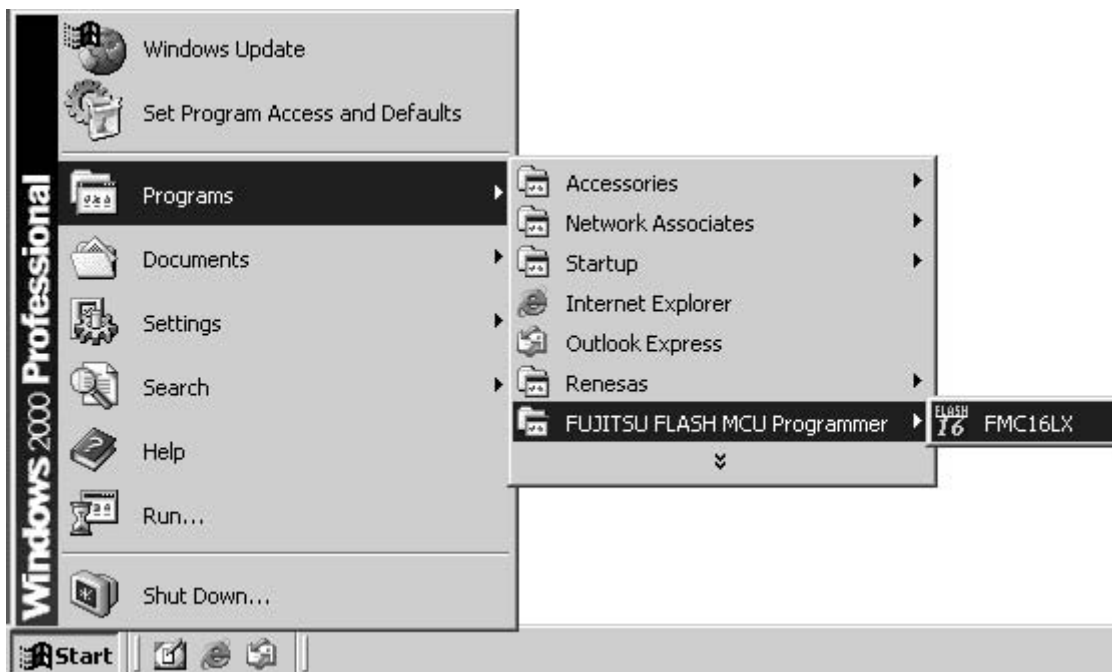 Windows 2000 Professional
Windows Update
Set Program Access and Defaults
Programs
Documents
Settings
Search
Help
Run...
Shut Down...
Accessories
Network Associates
Startup
Internet Explorer
Outlook Express
Renesas
FUJITSU FLASH MCU Programmer
FLASH
16
FMC16LX
Start